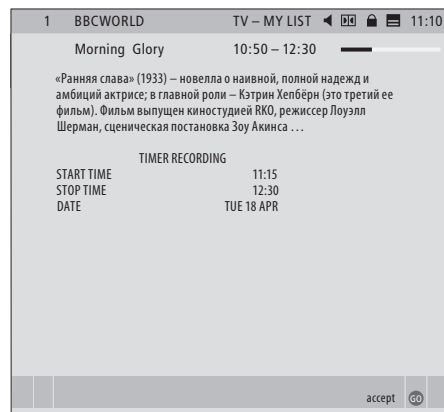 1 BBCWORLD TV – MY LIST 11:10
Morning Glory 10:50 – 12:30
«Ранняя слава» (1933) – новелла о наивной, полной надежд и
амбиций актрисе; в главной роли – Кэтрин Хепбёрн (это третий ее
фильм). Фильм выпущен киностудией RKO, режиссер Лоуэлл
Шерман, сценическая постановка Зоу Акинса ...
TIMER RECORDING
START TIME 11:15
STOP TIME 12:30
DATE TUE 18 APR
accept GO